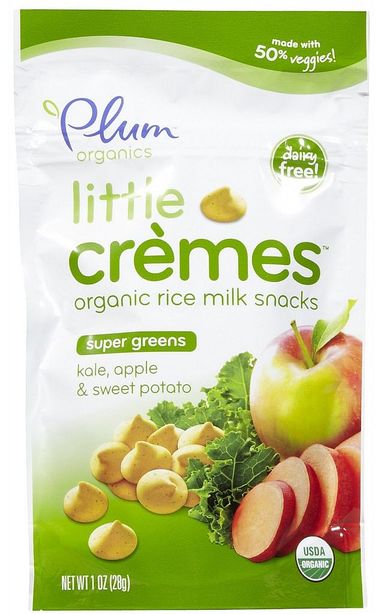 made with
50% veggies!
Plum
organics
dairy
free!
little
crèmes™
organic rice milk snacks
super greens
kale, apple
& sweet potato
USDA
ORGANIC
NET WT 1 OZ (28g)